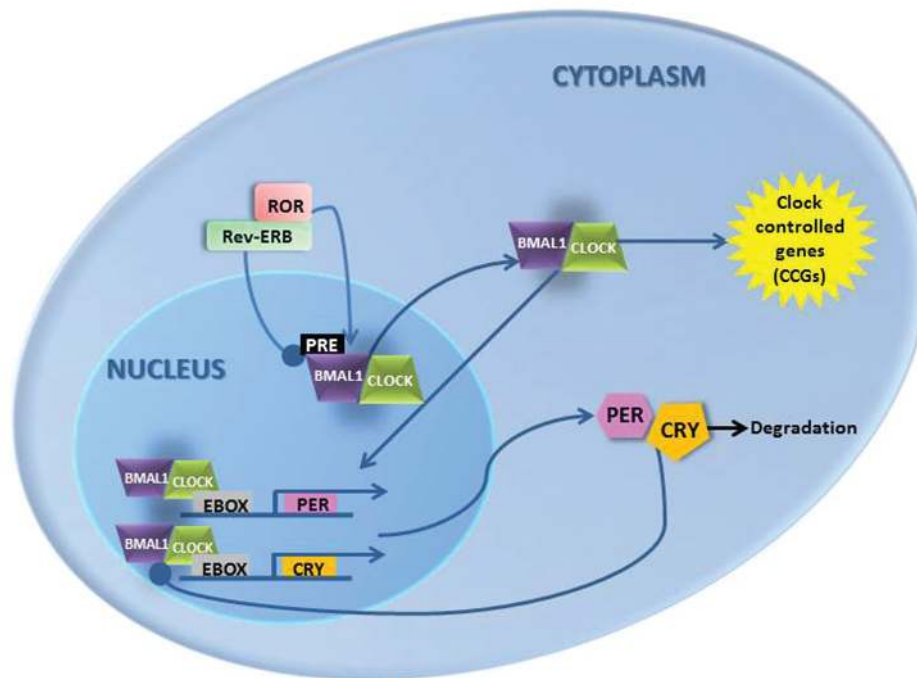 CYTOPLASM
ROR
Rev-ERB
BMAL1 CLOCK
Clock
controlled
genes
(CCGs)
PRE
NUCLEUS
BMAL1 CLOCK
PER
CRY
Degradation
BMAL1 CLOCK
EBOX PER
BMAL1 CLOCK
EBOX CRY